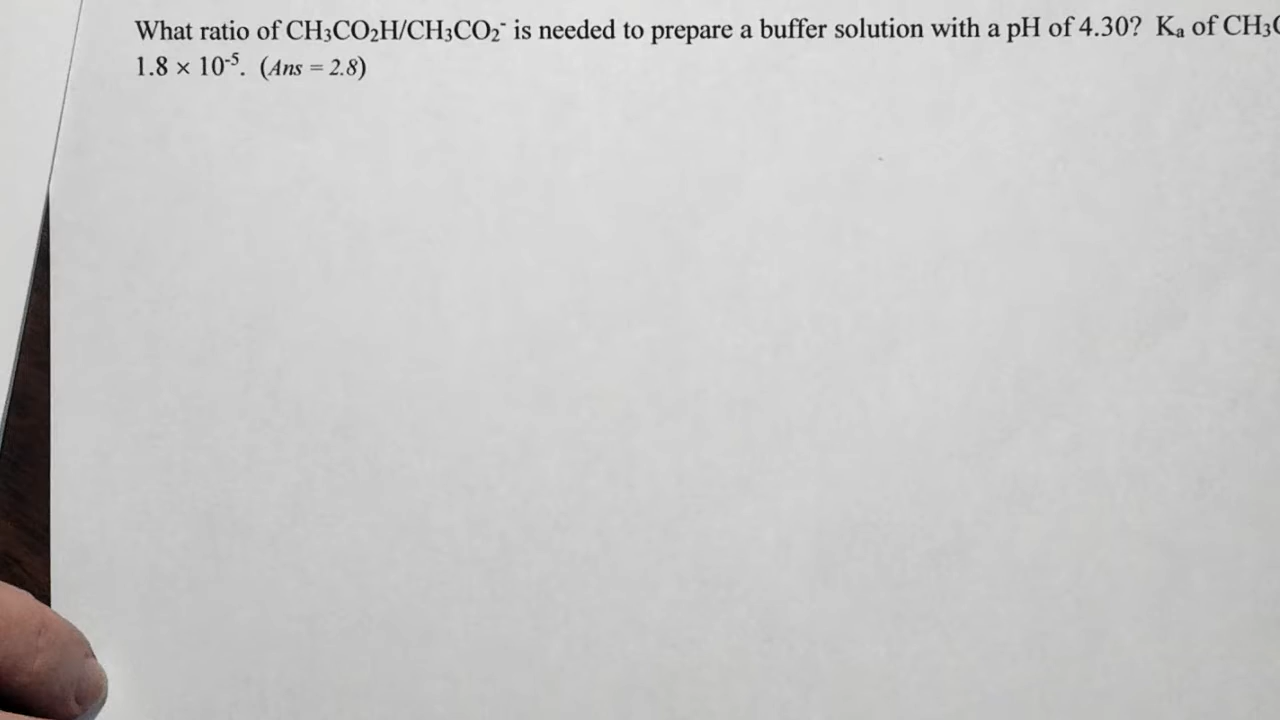 What ratio of CH₃CO₂H/CH₃CO₂⁻ is needed to prepare a buffer solution with a pH of 4.30? Kₐ of
1.8 × 10⁻⁵. (Ans = 2.8)